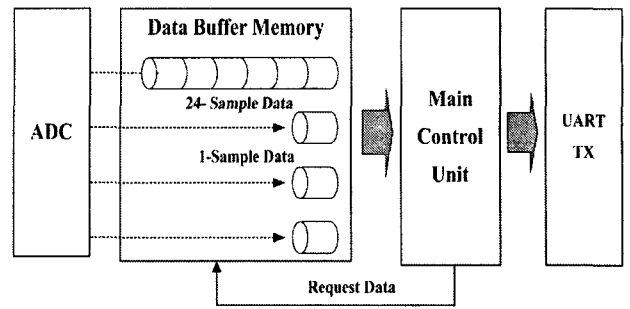 Data Buffer Memory
ADC
24- Sample Data
1-Sample Data
Main
Control
Unit
UART
TX
Request Data